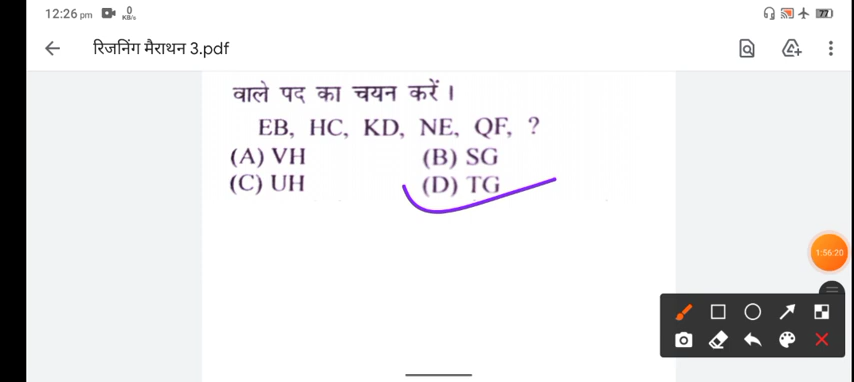 12:26 pm 0 KB/s 77
रिजनिंग मैराथन 3.pdf
वाले पद का चयन करें ।
EB, HC, KD, NE, QF, ?
(A) VH (B) SG
(C) UH (D) TG
1:56:20